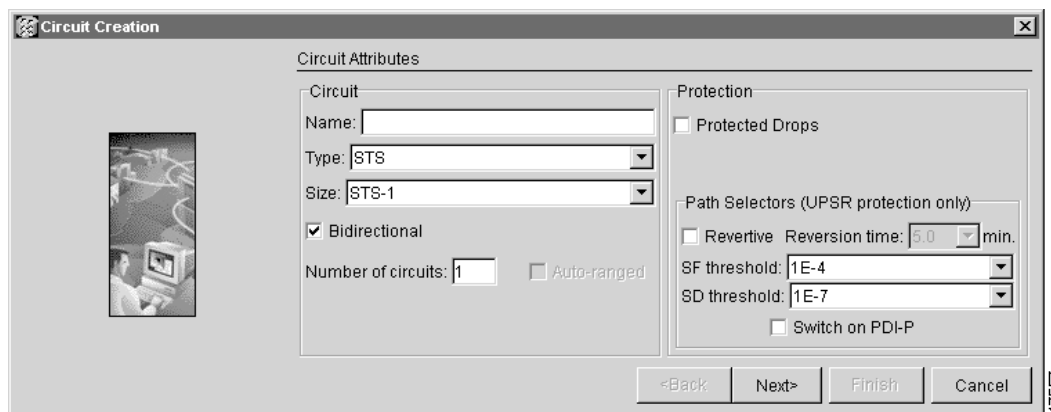 Circuit Creation
Circuit Attributes
Circuit
Name:
Type: STS
Size: STS-1
Bidirectional
Number of circuits: 1 Auto-ranged
Protection
Protected Drops
Path Selectors (UPSR protection only)
Revertive Reversion time: 5.0 min.
SF threshold: 1E-4
SD threshold: 1E-7
Switch on PDI-P
<Back Next> Finish Cancel